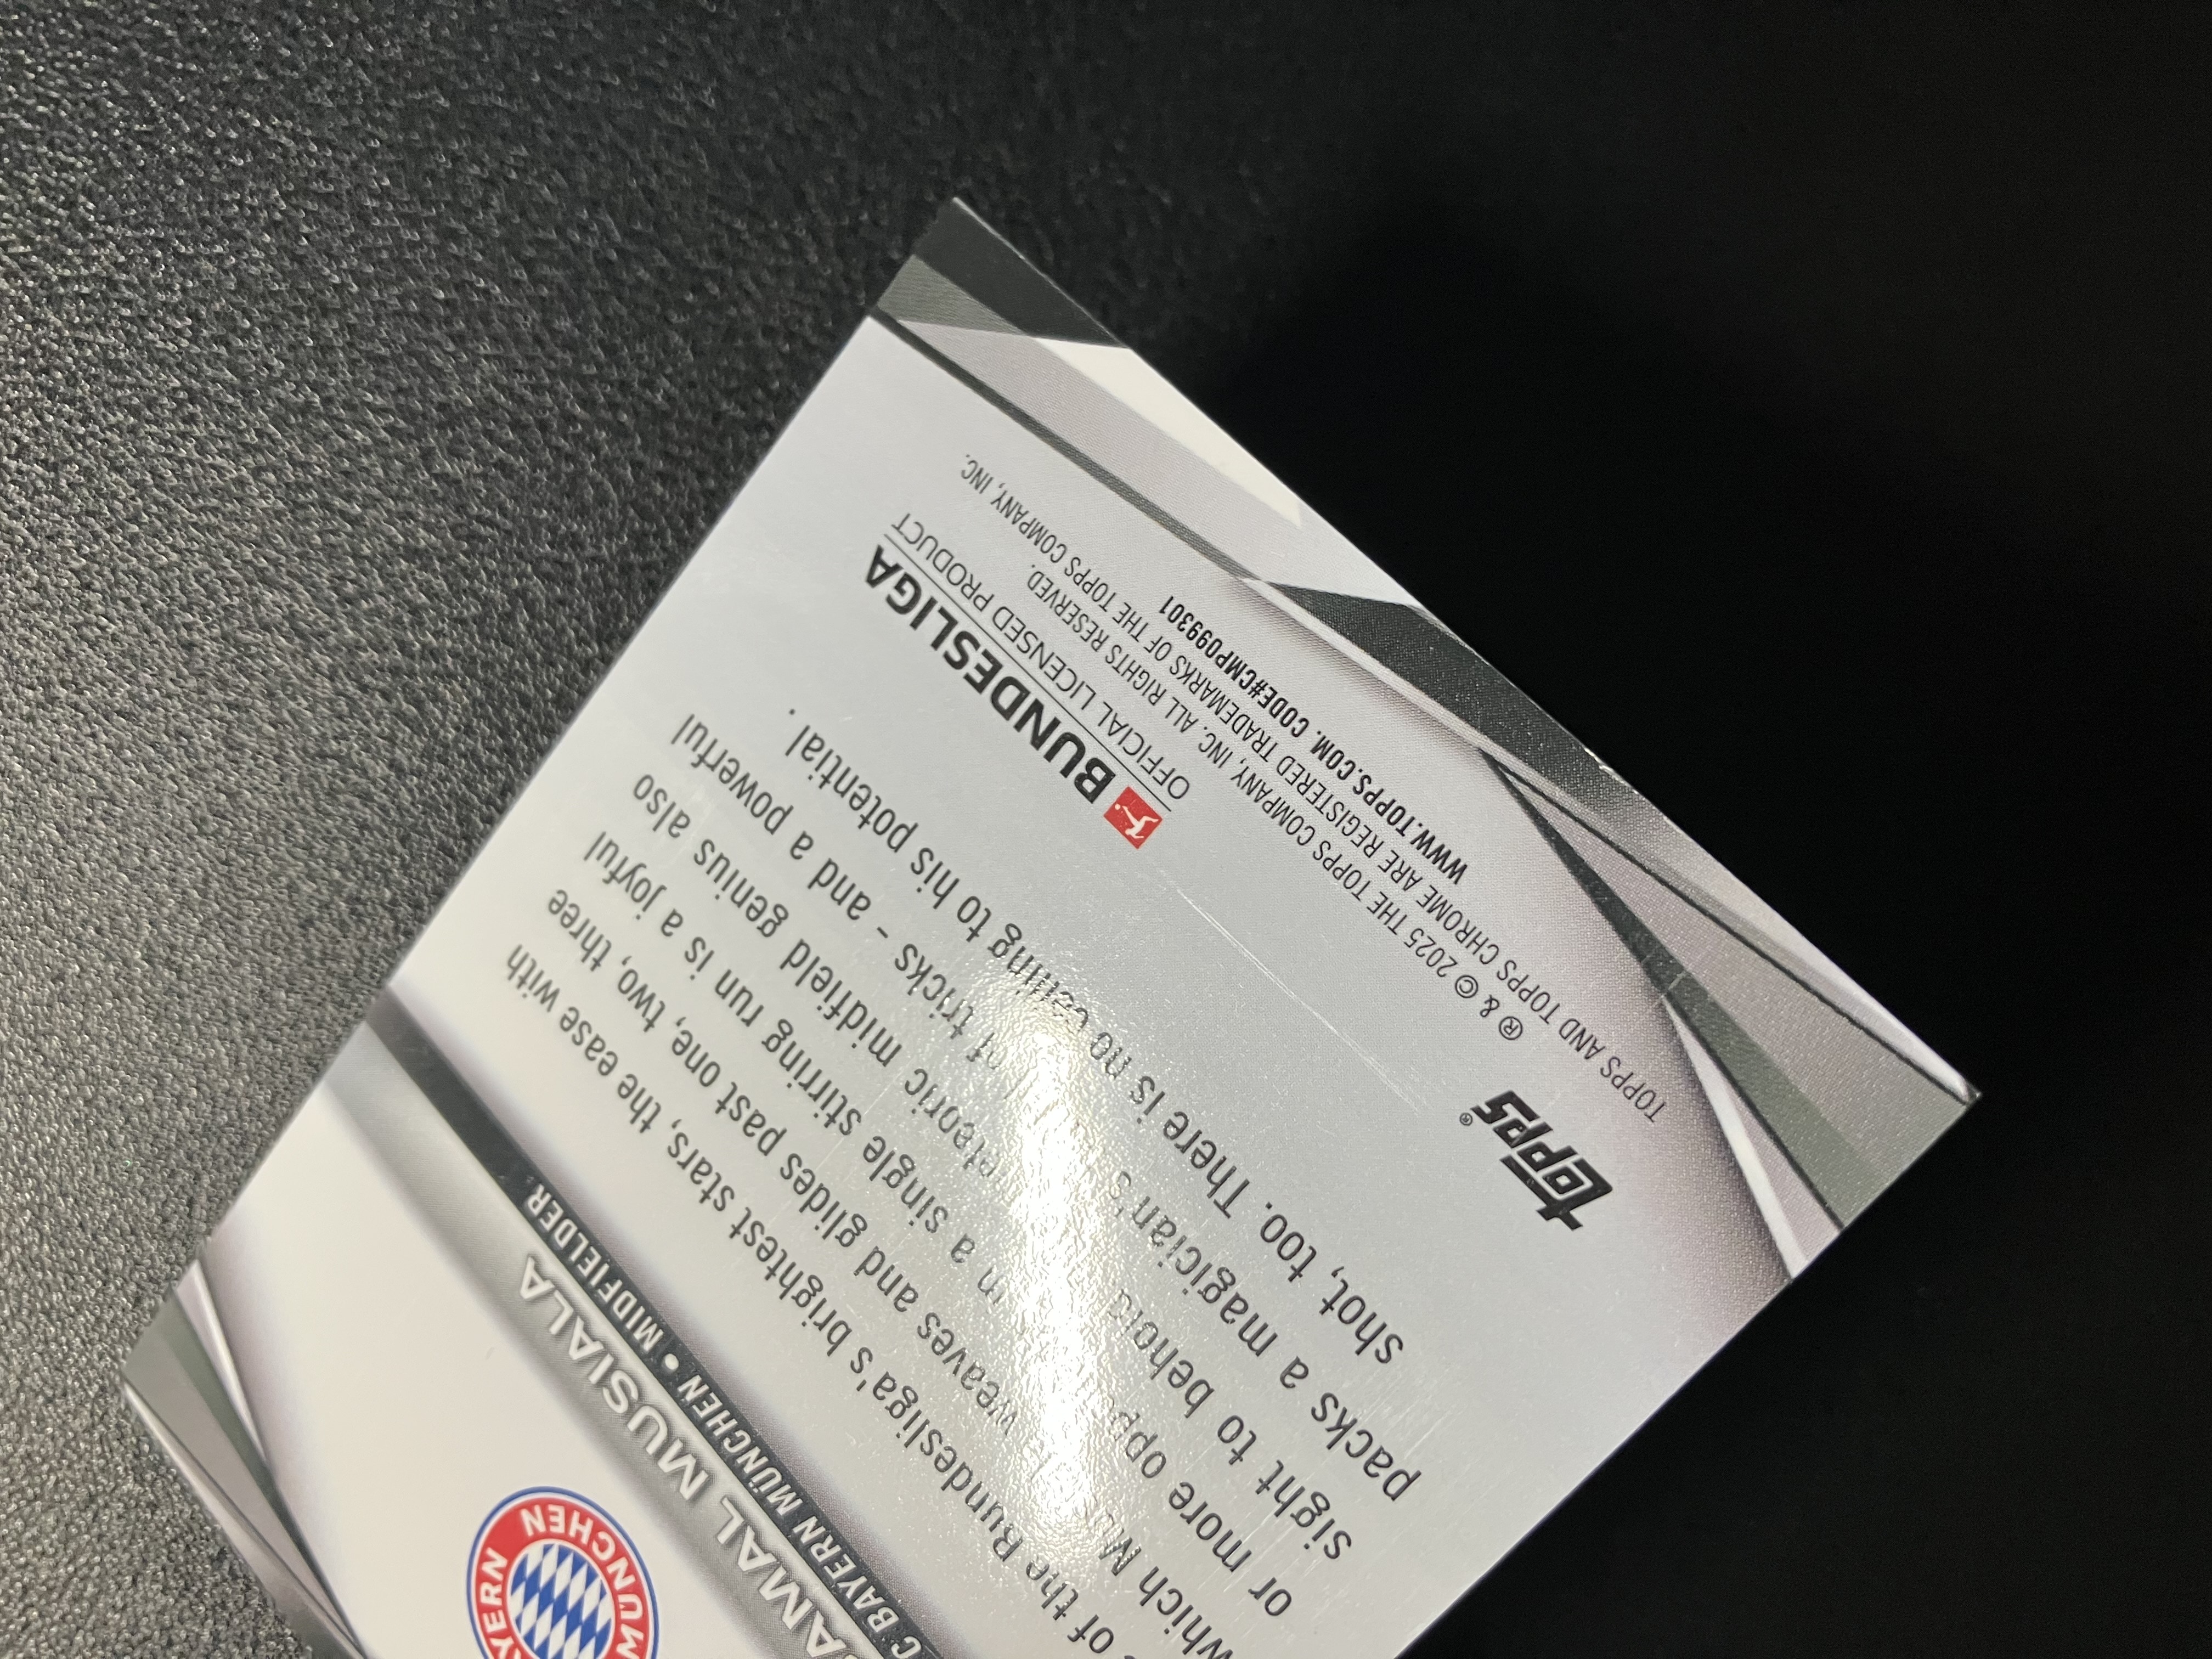 BAYERN
MÜNCHEN
AMAL MUSIALA
C BAYERN MÜNCHEN • MIDFIELDER
of the Bundesliga's brightest stars, the ease with
which weaves and glides past one, two, three
or more in a single stirring run is a joyful
sight to behold. midfield genius also
packs a magician's of tricks – and a powerful
shot, too. There is no ceiling to his potential.
BUNDESLIGA
OFFICIAL LICENSED PRODUCT
topps®
® & © 2025 THE TOPPS COMPANY, INC. ALL RIGHTS RESERVED.
TOPPS AND TOPPS CHROME ARE REGISTERED TRADEMARKS OF THE TOPPS COMPANY, INC.
WWW.TOPPS.COM. CODE#CMP099301